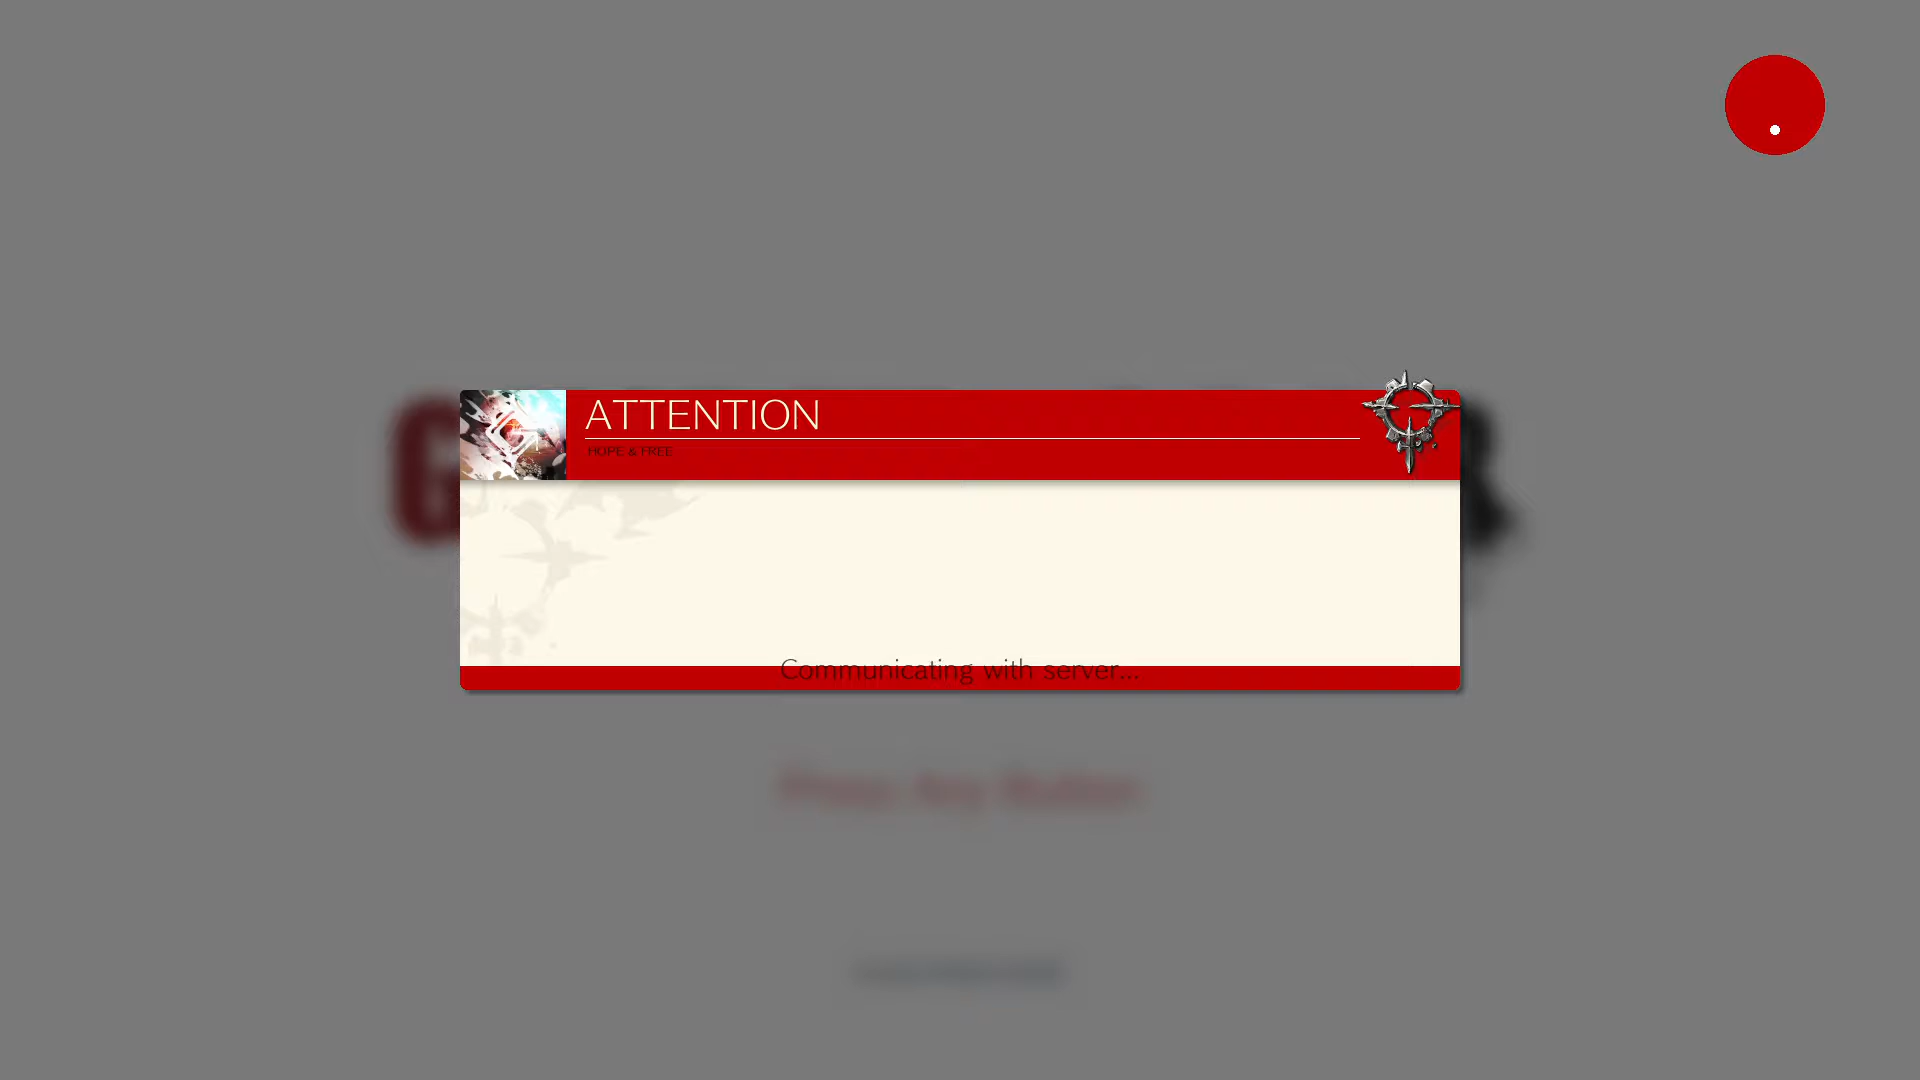 ATTENTION
HOPE & FREE
Communicating with server...
Press Any Button